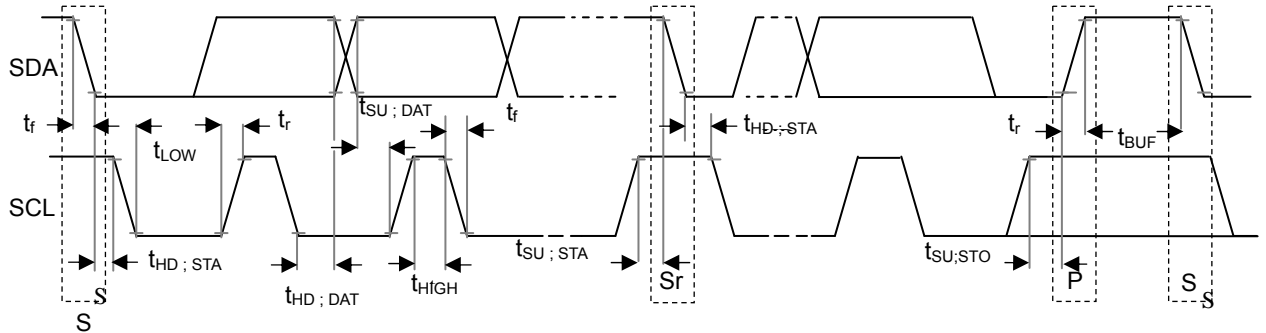 SDA
t_f t_LOW t_r t_SU ; DAT t_f t_HD ; STA t_r t_BUF
SCL
t_HD ; STA t_HD ; DAT t_HIGH t_SU ; STA t_SU;STO
S Sr P S
S S
S